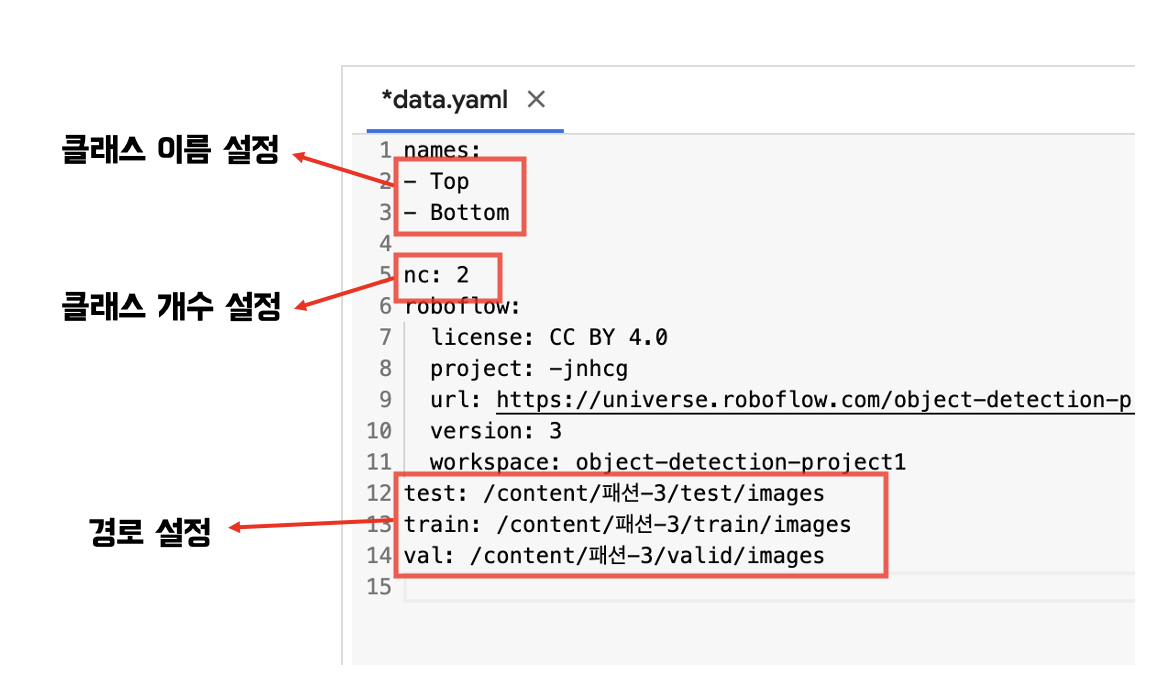 *data.yaml ×
클래스 이름 설정
1 names:
2 - Top
3 - Bottom
4
클래스 개수 설정
5 nc: 2
6 roboflow:
7 license: CC BY 4.0
8 project: -jnhcg
9 url: https://universe.roboflow.com/object-detection-p
10 version: 3
11 workspace: object-detection-project1
경로 설정
12 test: /content/패션-3/test/images
13 train: /content/패션-3/train/images
14 val: /content/패션-3/valid/images
15